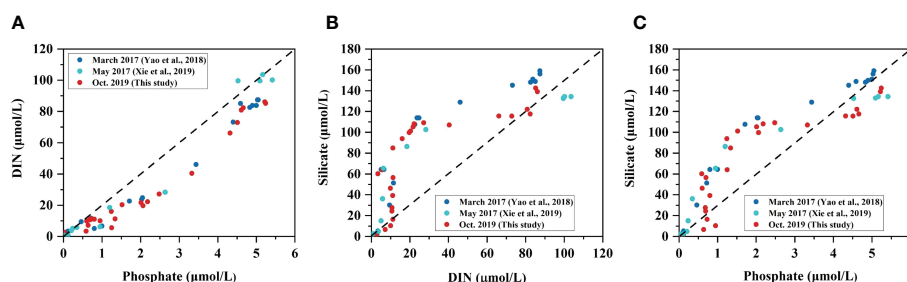 A
120
100
80
60
40
20
0
0
1
2
3
4
5
6
DIN (μmol/L)
Phosphate (μmol/L)
March 2017 (Yao et al., 2018)
May 2017 (Xie et al., 2019)
Oct. 2019 (This study)
B
180
160
140
120
100
80
60
40
20
0
0
20
40
60
80
100
120
Silicate (μmol/L)
DIN (μmol/L)
March 2017 (Yao et al., 2018)
May 2017 (Xie et al., 2019)
Oct. 2019 (This study)
C
180
160
140
120
100
80
60
40
20
0
0
1
2
3
4
5
6
Silicate (μmol/L)
Phosphate (μmol/L)
March 2017 (Yao et al., 2018)
May 2017 (Xie et al., 2019)
Oct. 2019 (This study)